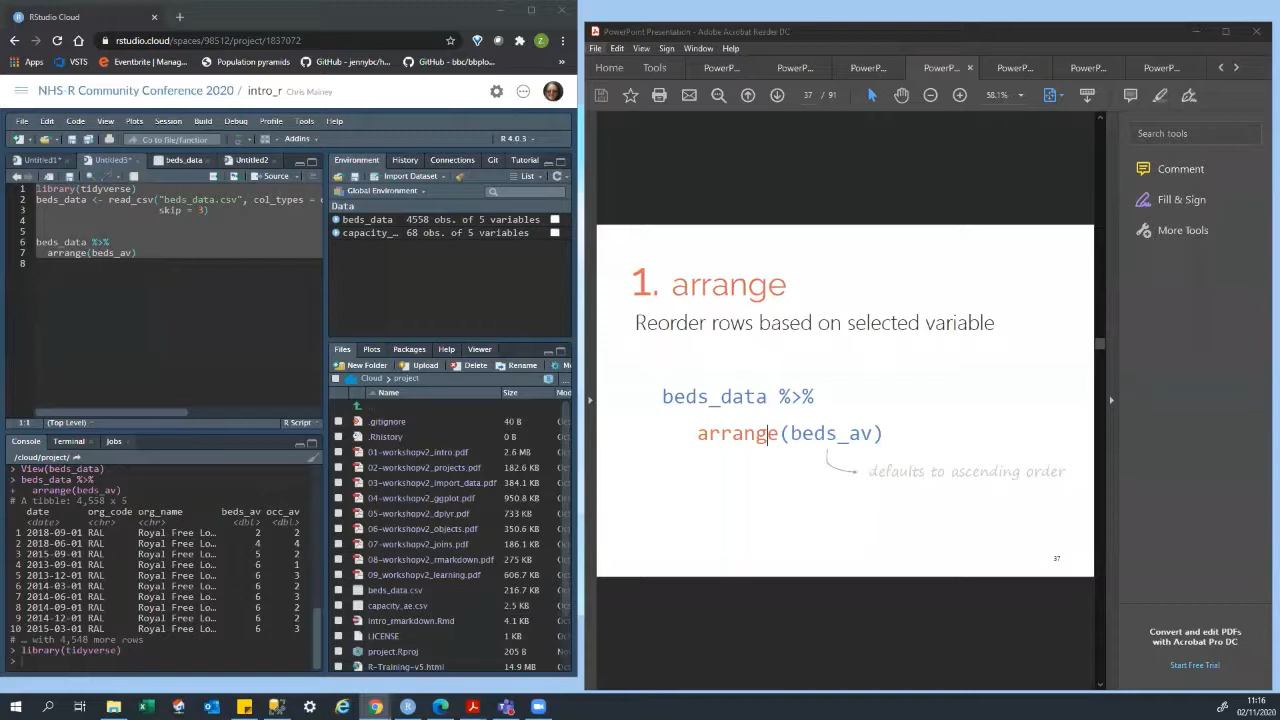 RStudio Cloud
rstudio.cloud/spaces/98512/project/1837072
Apps VSTS Eventbrite | Manag... Population pyramids GitHub - jennybc/h... GitHub - bbc/bbplo... »
NHS-R Community Conference 2020 / intro_r Chris Mainey
File Edit Code View Plots Session Build Debug Profile Tools Help
Go to file/function Addins R 4.0.3
Untitled1* Untitled3* beds_data Untitled2
Source
1 library(tidyverse)
2 beds_data <- read_csv("beds_data.csv", col_types =
3 skip = 3)
4
5
6 beds_data %>%
7 arrange(beds_av)
8
1:1 (Top Level) R Script
Console Terminal Jobs
/cloud/project/
> View(beds_data)
> beds_data %>%
+ arrange(beds_av)
# A tibble: 4,558 x 5
date org_code org_name beds_av occ_av
<date> <chr> <chr> <dbl> <dbl>
1 2018-09-01 RAL Royal Free Lo… 2 2
2 2018-06-01 RAL Royal Free Lo… 4 4
3 2015-09-01 RAL Royal Free Lo… 5 2
4 2013-09-01 RAL Royal Free Lo… 6 1
5 2013-12-01 RAL Royal Free Lo… 6 3
6 2014-03-01 RAL Royal Free Lo… 6 2
7 2014-06-01 RAL Royal Free Lo… 6 3
8 2014-09-01 RAL Royal Free Lo… 6 2
9 2014-12-01 RAL Royal Free Lo… 6 2
10 2015-03-01 RAL Royal Free Lo… 6 3
# … with 4,548 more rows
> library(tidyverse)
>
Environment History Connections Git Tutorial
Import Dataset List
Global Environment
Data
beds_data 4558 obs. of 5 variables
capacity_… 68 obs. of 5 variables
Files Plots Packages Help Viewer
New Folder Upload Delete Rename
Cloud > project
Name Size
..
.gitignore 40 B
.Rhistory 0 B
01-workshopv2_intro.pdf 2.6 MB
02-workshopv2_projects.pdf 182.6 KB
03-workshopv2_import_data.pdf 384.1 KB
04-workshopv2_ggplot.pdf 950.8 KB
05-workshopv2_dplyr.pdf 733 KB
06-workshopv2_objects.pdf 350.6 KB
07-workshopv2_joins.pdf 186.1 KB
08-workshopv2_rmarkdown.pdf 275 KB
09_workshopv2_learning.pdf 606.7 KB
beds_data.csv 216.7 KB
capacity_ae.csv 2.5 KB
intro_rmarkdown.Rmd 4.1 KB
LICENSE 1 KB
project.Rproj 205 B
R-Training-v5.html 14.9 MB
PowerPoint Presentation - Adobe Acrobat Reader DC
File Edit View Sign Window Help
Home Tools PowerP... PowerP... PowerP... PowerP... PowerP... PowerP... PowerP...
37 / 91 58.1%
1. arrange
Reorder rows based on selected variable
beds_data %>%
arrange(beds_av)
defaults to ascending order
37
Search tools
Comment
Fill & Sign
More Tools
Convert and edit PDFs
with Acrobat Pro DC
Start Free Trial
11:16
02/11/2020